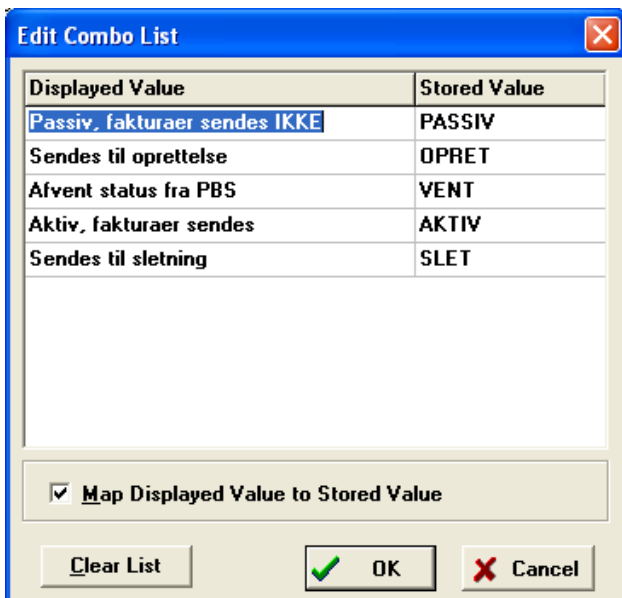 Edit Combo List
Displayed Value Stored Value
Passiv, fakturaer sendes IKKE PASSIV
Sendes til oprettelse OPRET
Afvent status fra PBS VENT
Aktiv, fakturaer sendes AKTIV
Sendes til sletning SLET
Map Displayed Value to Stored Value
Clear List OK Cancel